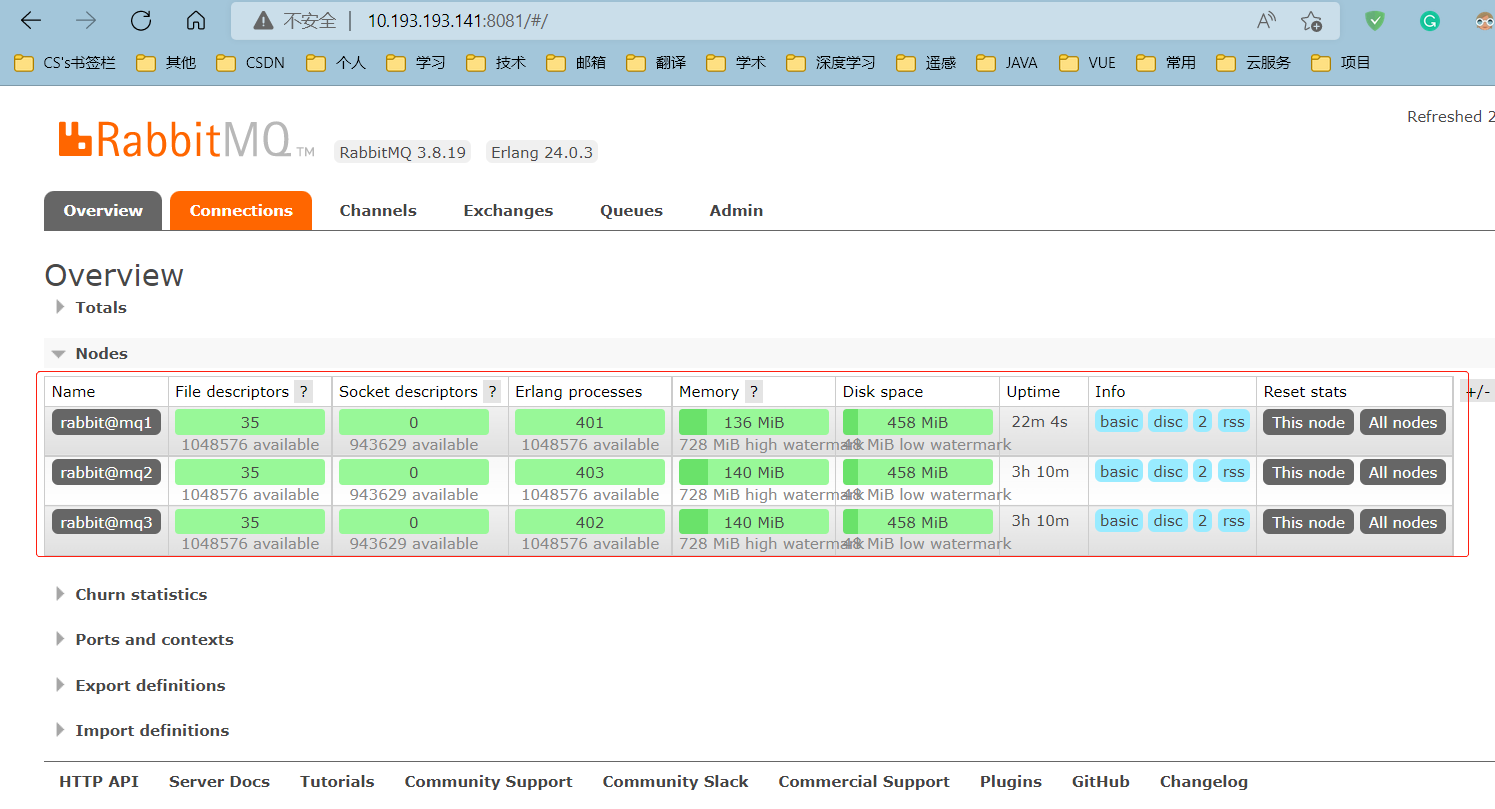 不安全 | 10.193.193.141:8081/#/
CS's书签栏 其他 CSDN 个人 学习 技术 邮箱 翻译 学术 深度学习 遥感 JAVA VUE 常用 云服务 项目
Refreshed 2
RabbitMQ TM RabbitMQ 3.8.19 Erlang 24.0.3
Overview Connections Channels Exchanges Queues Admin
Overview
Totals
Nodes
Name File descriptors ? Socket descriptors ? Erlang processes Memory ? Disk space Uptime Info Reset stats +/-
rabbit@mq1 35 0 401 136 MiB 458 MiB 22m 4s basic disc 2 rss This node All nodes
1048576 available 943629 available 1048576 available 728 MiB high watermark 48 MiB low watermark
rabbit@mq2 35 0 403 140 MiB 458 MiB 3h 10m basic disc 2 rss This node All nodes
1048576 available 943629 available 1048576 available 728 MiB high watermark 48 MiB low watermark
rabbit@mq3 35 0 402 140 MiB 458 MiB 3h 10m basic disc 2 rss This node All nodes
1048576 available 943629 available 1048576 available 728 MiB high watermark 48 MiB low watermark
Churn statistics
Ports and contexts
Export definitions
Import definitions
HTTP API Server Docs Tutorials Community Support Community Slack Commercial Support Plugins GitHub Changelog